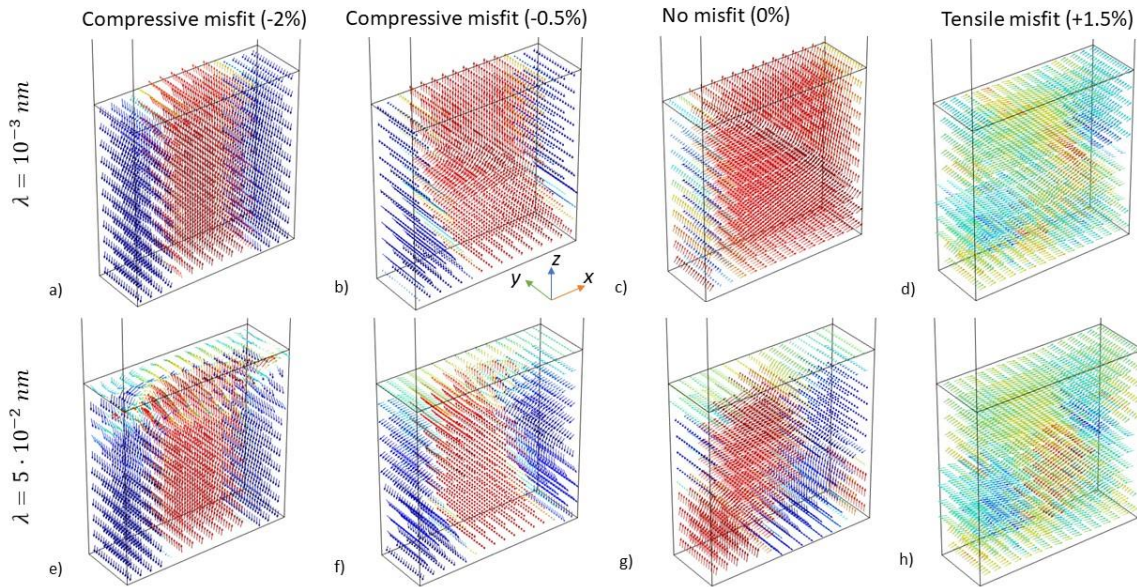 Compressive misfit (-2%)
Compressive misfit (-0.5%)
No misfit (0%)
Tensile misfit (+1.5%)
λ = 10⁻³ nm
a)
b)
y z x
c)
d)
λ = 5 · 10⁻² nm
e)
f)
g)
h)